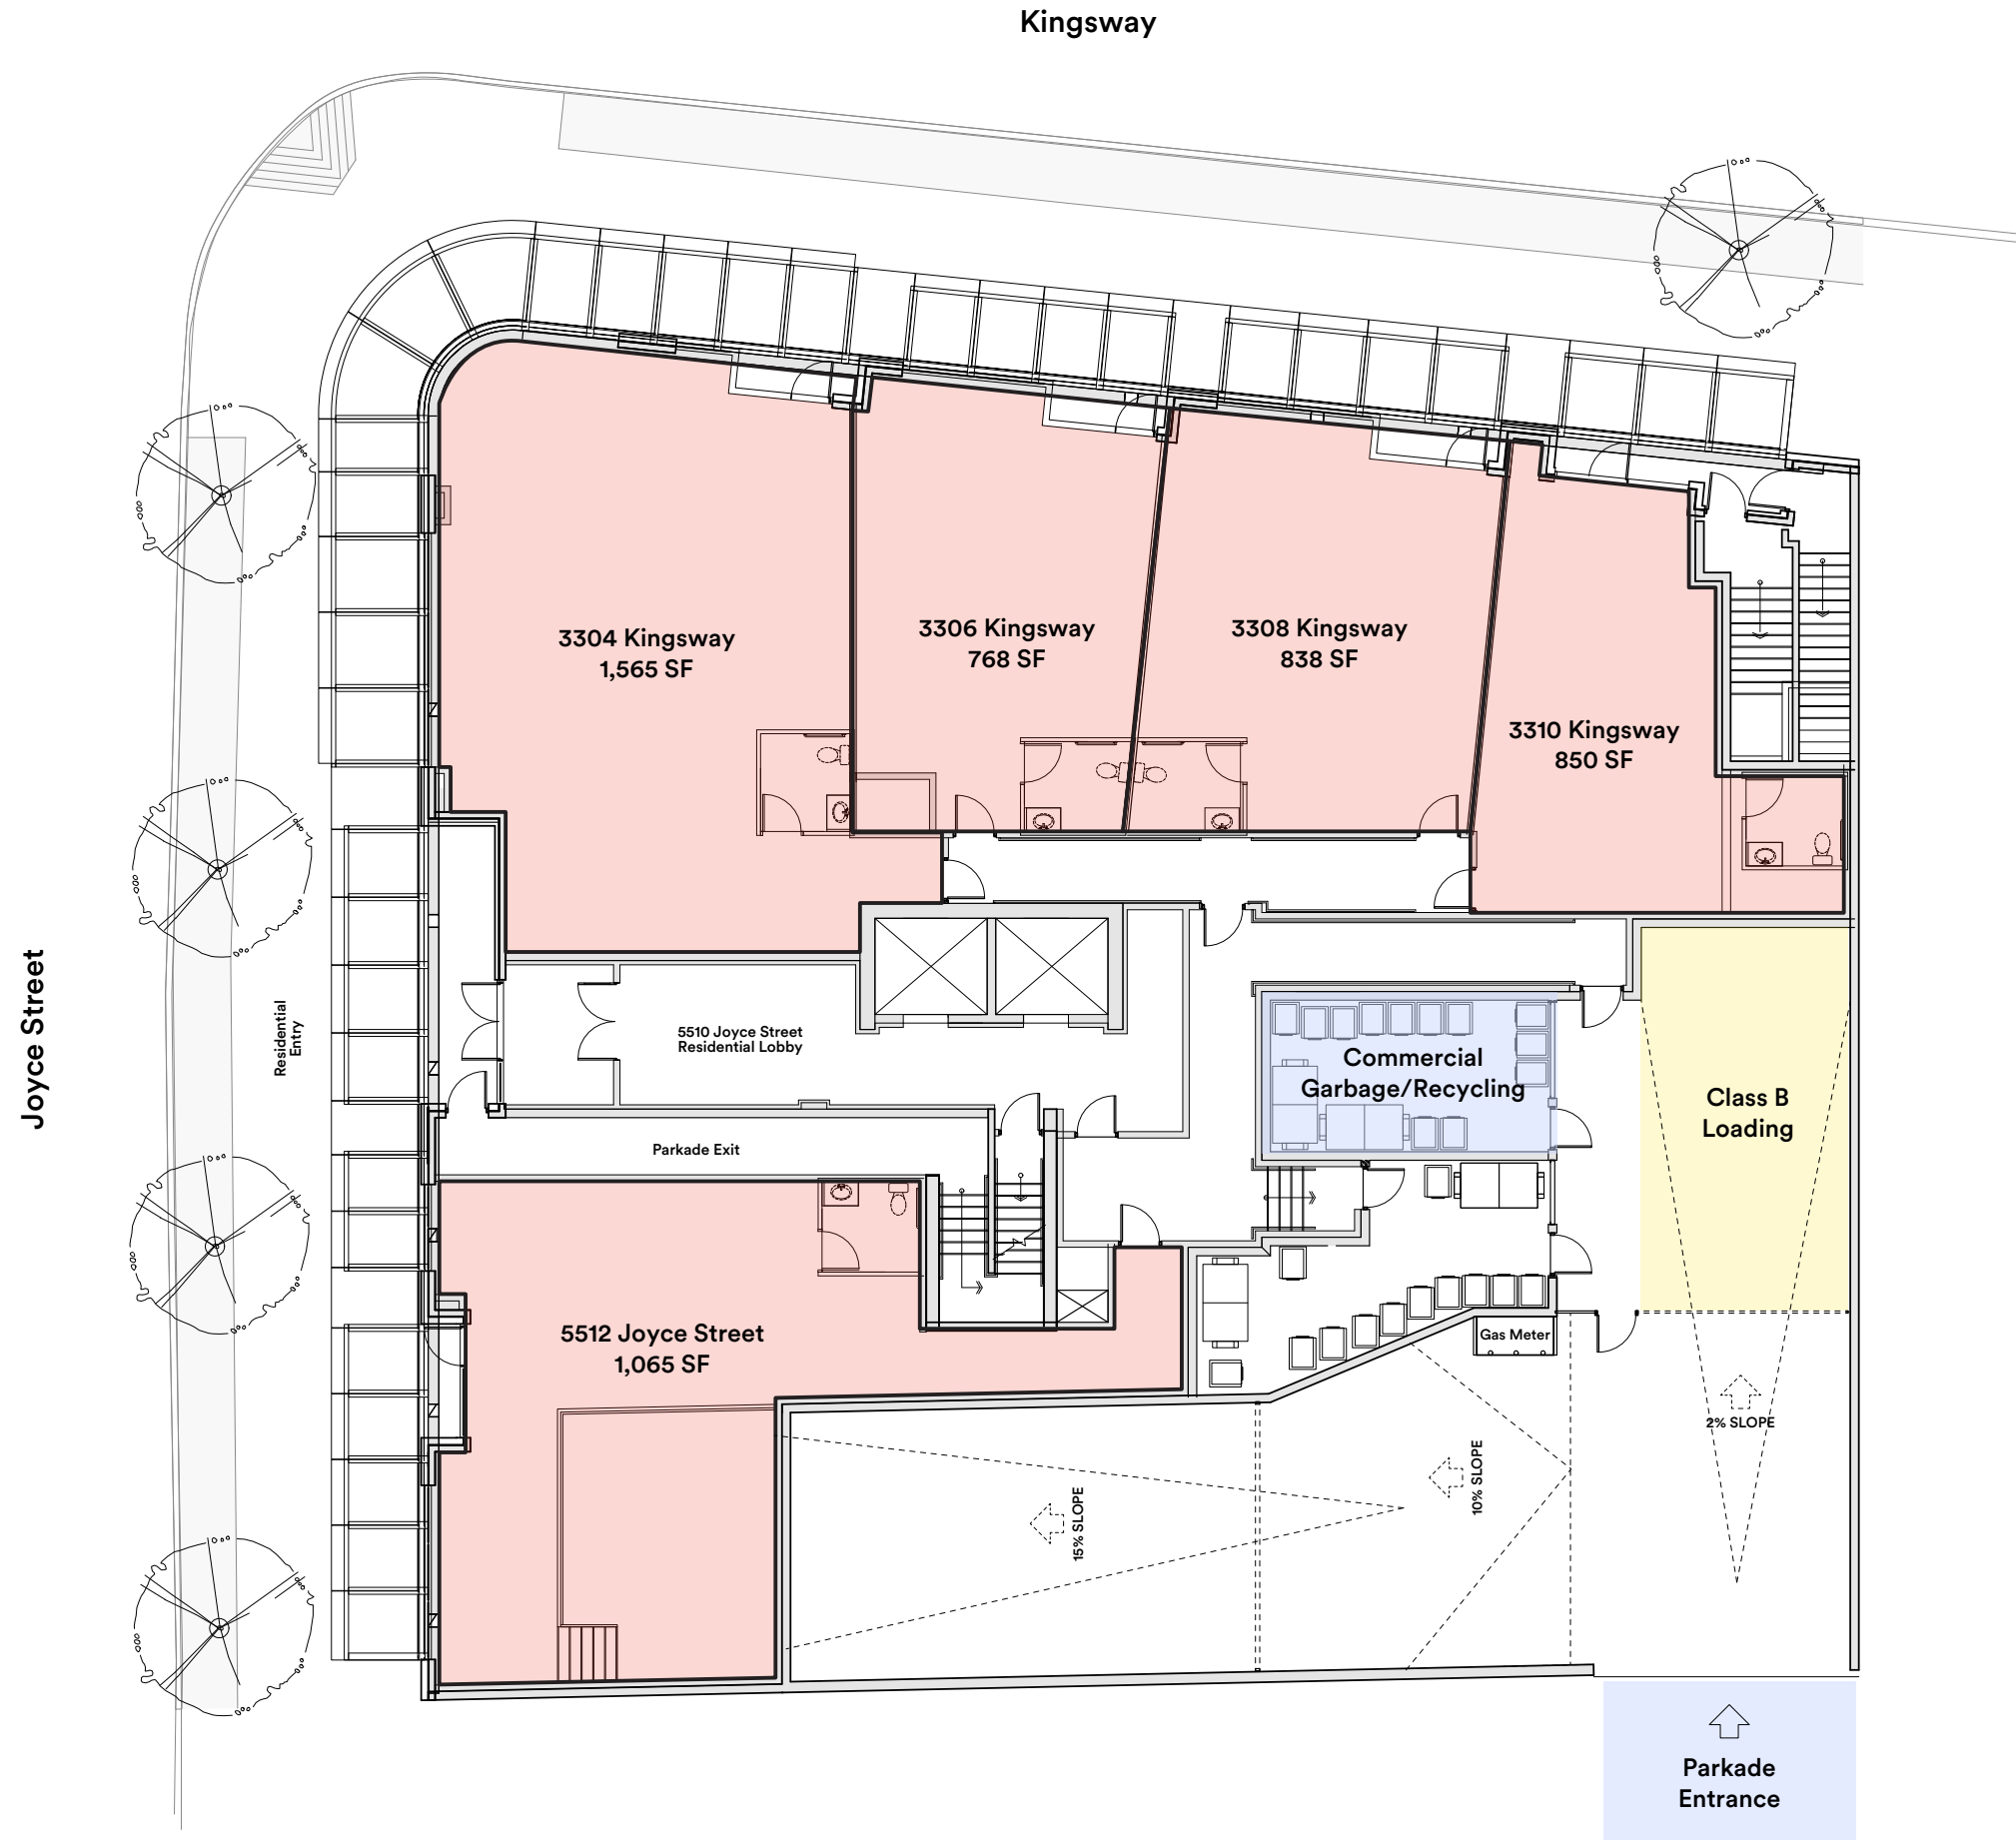 Kingsway
Joyce Street
3304 Kingsway
1,565 SF
3306 Kingsway
768 SF
3308 Kingsway
838 SF
3310 Kingsway
850 SF
Residential
Entry
5510 Joyce Street
Residential Lobby
Commercial
Garbage/Recycling
Class B
Loading
Parkade Exit
5512 Joyce Street
1,065 SF
Gas Meter
2% SLOPE
10% SLOPE
15% SLOPE
Parkade
Entrance